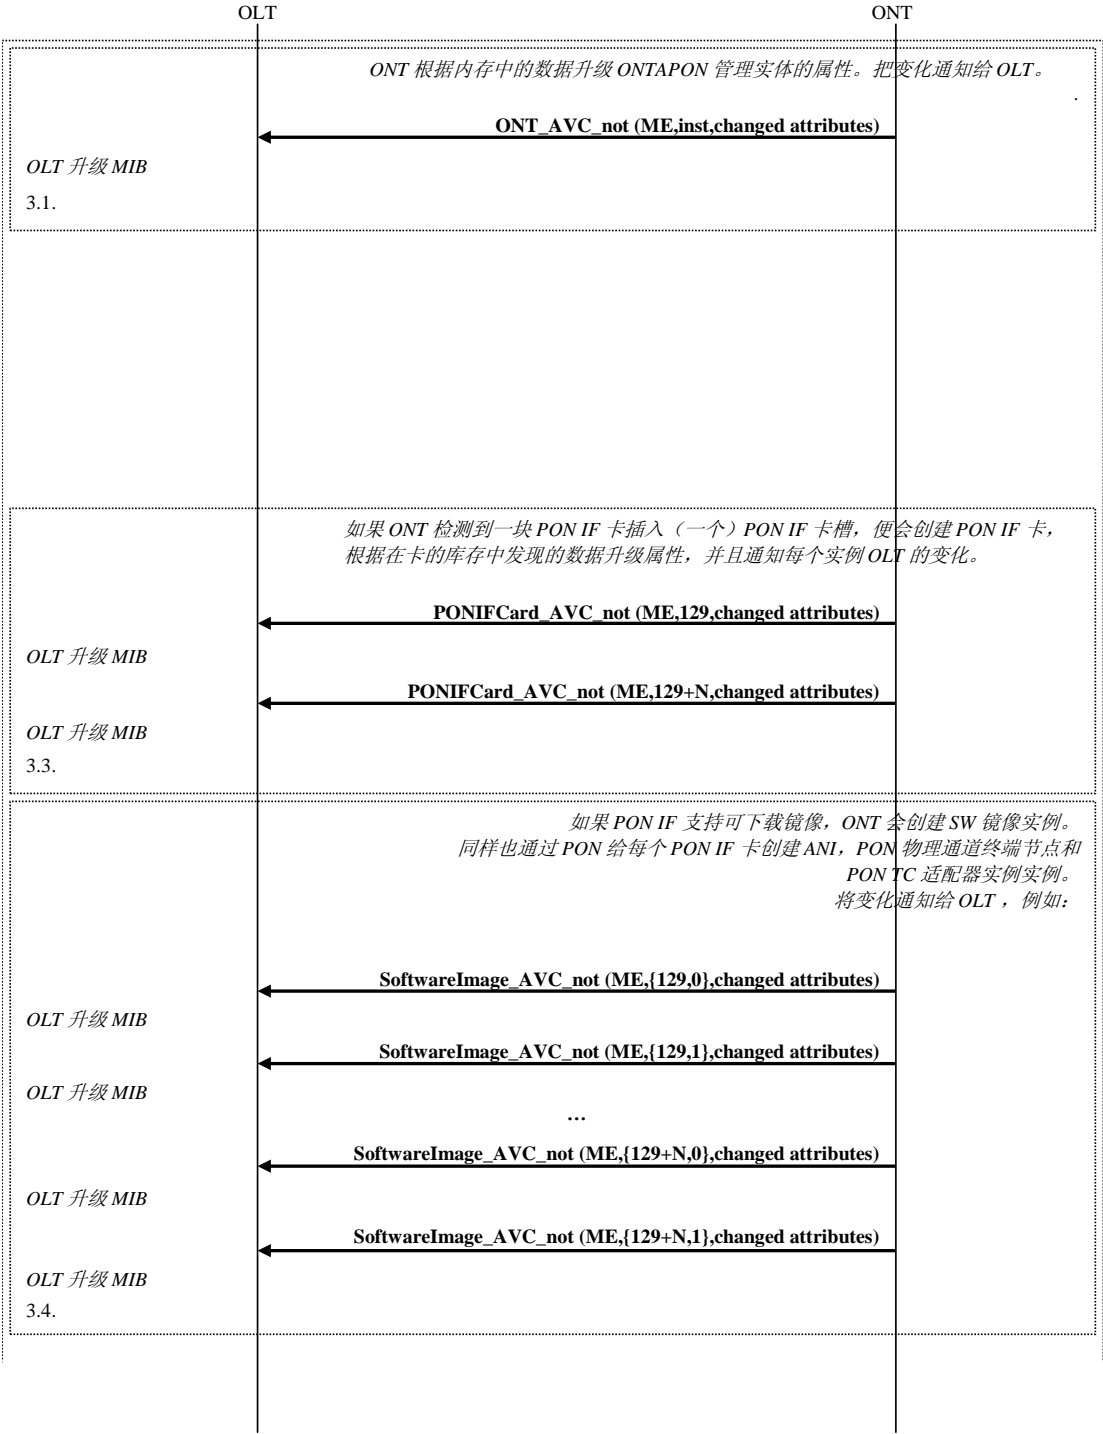 OLT ONT
ONT 根据内存中的数据升级 ONTAPON 管理实体的属性。把变化通知给 OLT。
.
ONT_AVC_not (ME,inst,changed attributes)
OLT 升级 MIB
3.1.
如果 ONT 检测到一块 PON IF 卡插入（一个）PON IF 卡槽，便会创建 PON IF 卡，
根据在卡的库存中发现的数据升级属性，并且通知每个实例 OLT 的变化。
PONIFCard_AVC_not (ME,129,changed attributes)
OLT 升级 MIB
PONIFCard_AVC_not (ME,129+N,changed attributes)
OLT 升级 MIB
3.3.
如果 PON IF 支持可下载镜像，ONT 会创建 SW 镜像实例。
同样也通过 PON 给每个 PON IF 卡创建 ANI，PON 物理通道终端节点和
PON TC 适配器实例实例。
将变化通知给 OLT ，例如：
SoftwareImage_AVC_not (ME,{129,0},changed attributes)
OLT 升级 MIB
SoftwareImage_AVC_not (ME,{129,1},changed attributes)
OLT 升级 MIB
…
SoftwareImage_AVC_not (ME,{129+N,0},changed attributes)
OLT 升级 MIB
SoftwareImage_AVC_not (ME,{129+N,1},changed attributes)
OLT 升级 MIB
3.4.